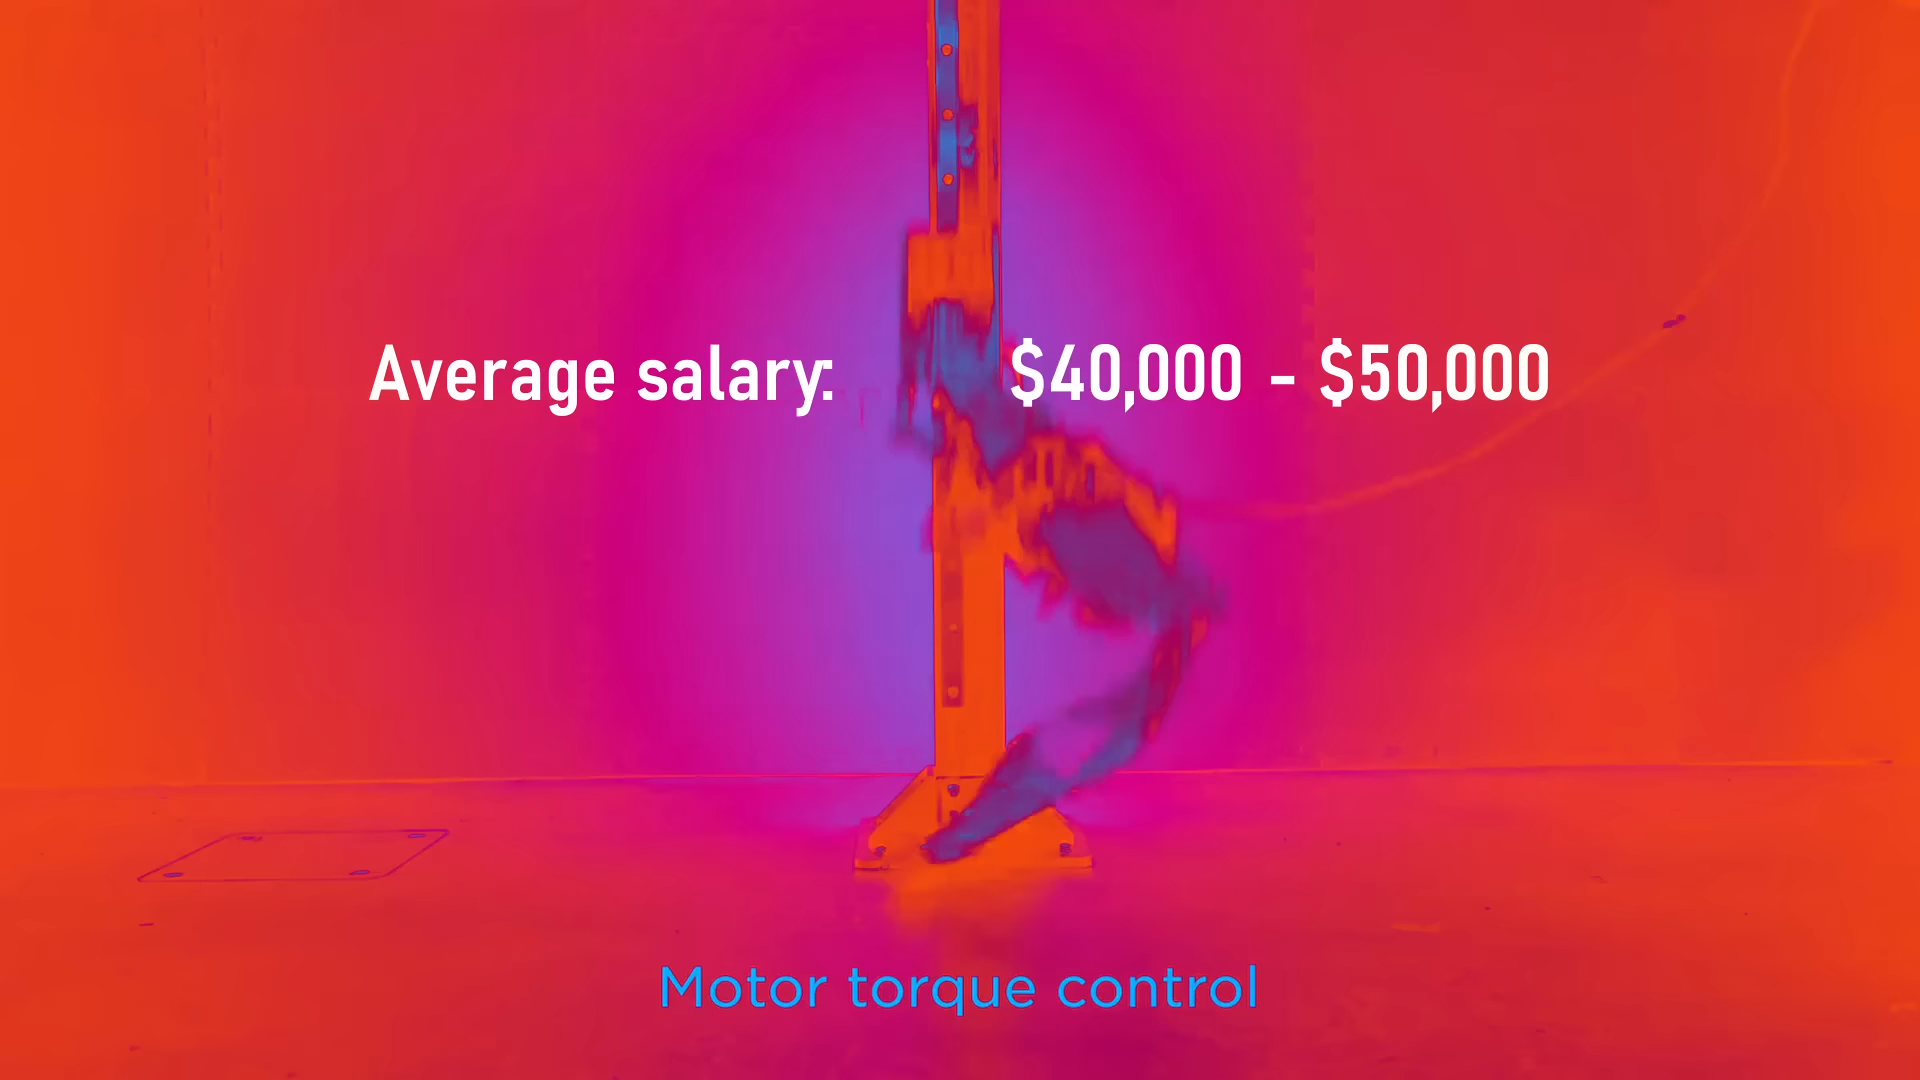 Average salary: $40,000 - $50,000
Motor torque control